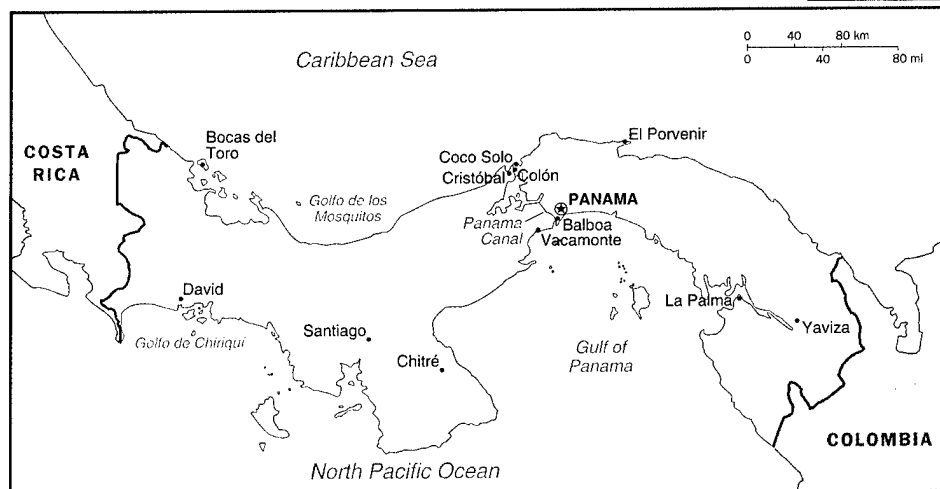 0 40 80 km
0 40 80 mi
Caribbean Sea
COSTA
RICA
Bocas del
Toro
El Porvenir
Coco Solo
Cristóbal
Colón
Golfo de los
Mosquitos
PANAMA
Panama
Canal
Balboa
Vacamonte
David
La Palma
Yaviza
Santiago
Golfo de Chiriquí
Chitré
Gulf of
Panama
COLOMBIA
North Pacific Ocean